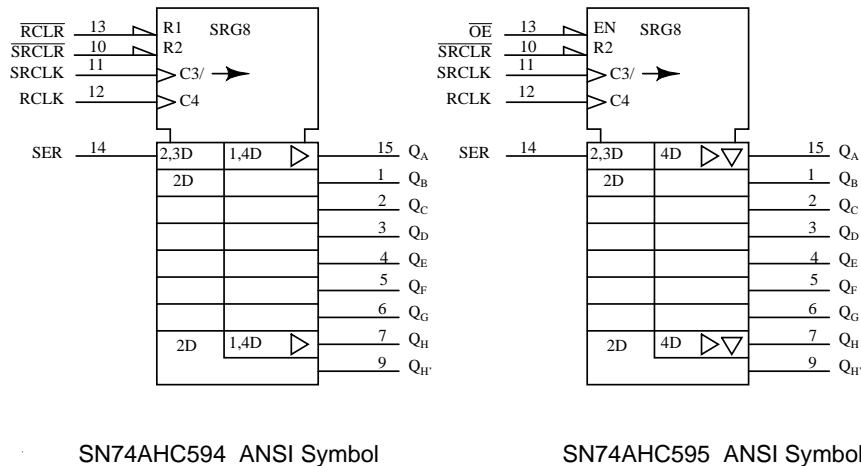 RCLR 13 R1 SRG8
SRCLR 10 R2
SRCLK 11 C3/
RCLK 12 C4
SER 14 2,3D 1,4D 15 QA
2D 1 QB
2 QC
3 QD
4 QE
5 QF
6 QG
2D 1,4D 7 QH
9 QH'
SN74AHC594 ANSI Symbol
OE 13 EN SRG8
SRCLR 10 R2
SRCLK 11 C3/
RCLK 12 C4
SER 14 2,3D 4D 15 QA
2D 1 QB
2 QC
3 QD
4 QE
5 QF
6 QG
2D 4D 7 QH
9 QH'
SN74AHC595 ANSI Symbol